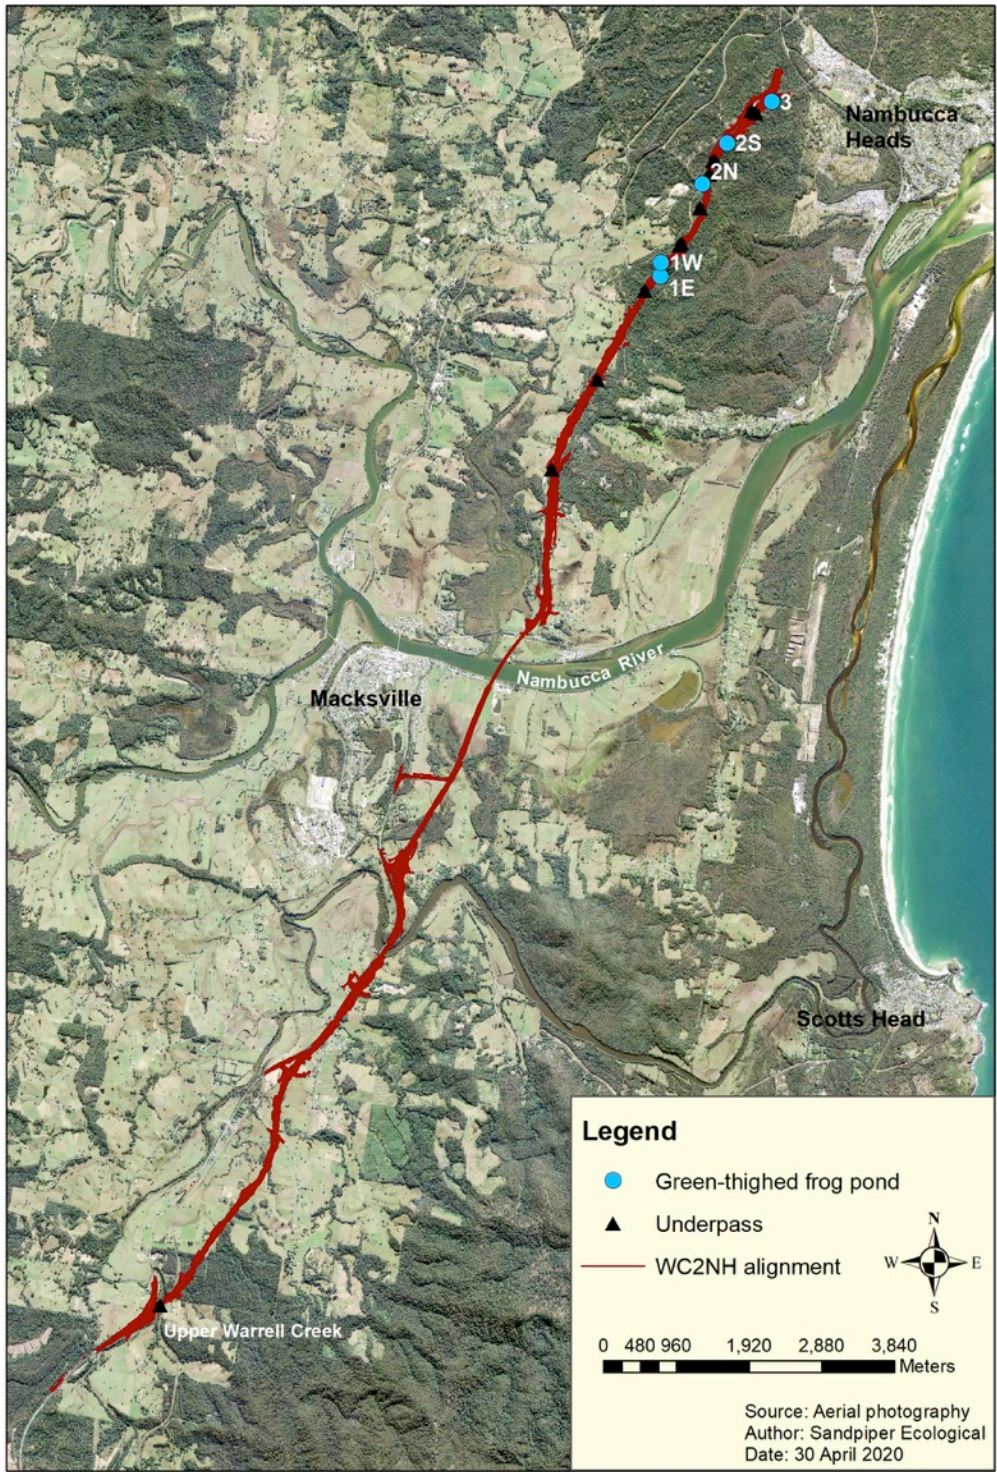 3
Nambucca
Heads
2S
2N
1W
1E
Nambucca River
Macksville
Scotts Head
Upper Warrell Creek
Legend
Green-thighed frog pond
Underpass
WC2NH alignment
N
W E
S
0 480 960 1,920 2,880 3,840
Meters
Source: Aerial photography
Author: Sandpiper Ecological
Date: 30 April 2020